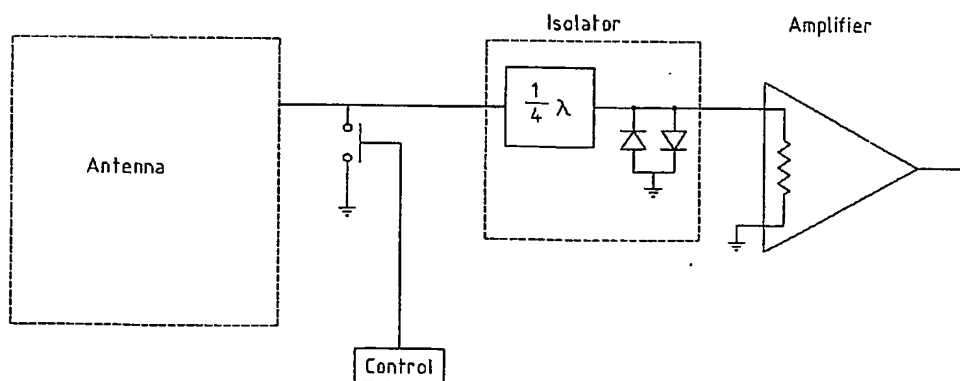 Isolator
Amplifier
1/4 λ
Antenna
Control